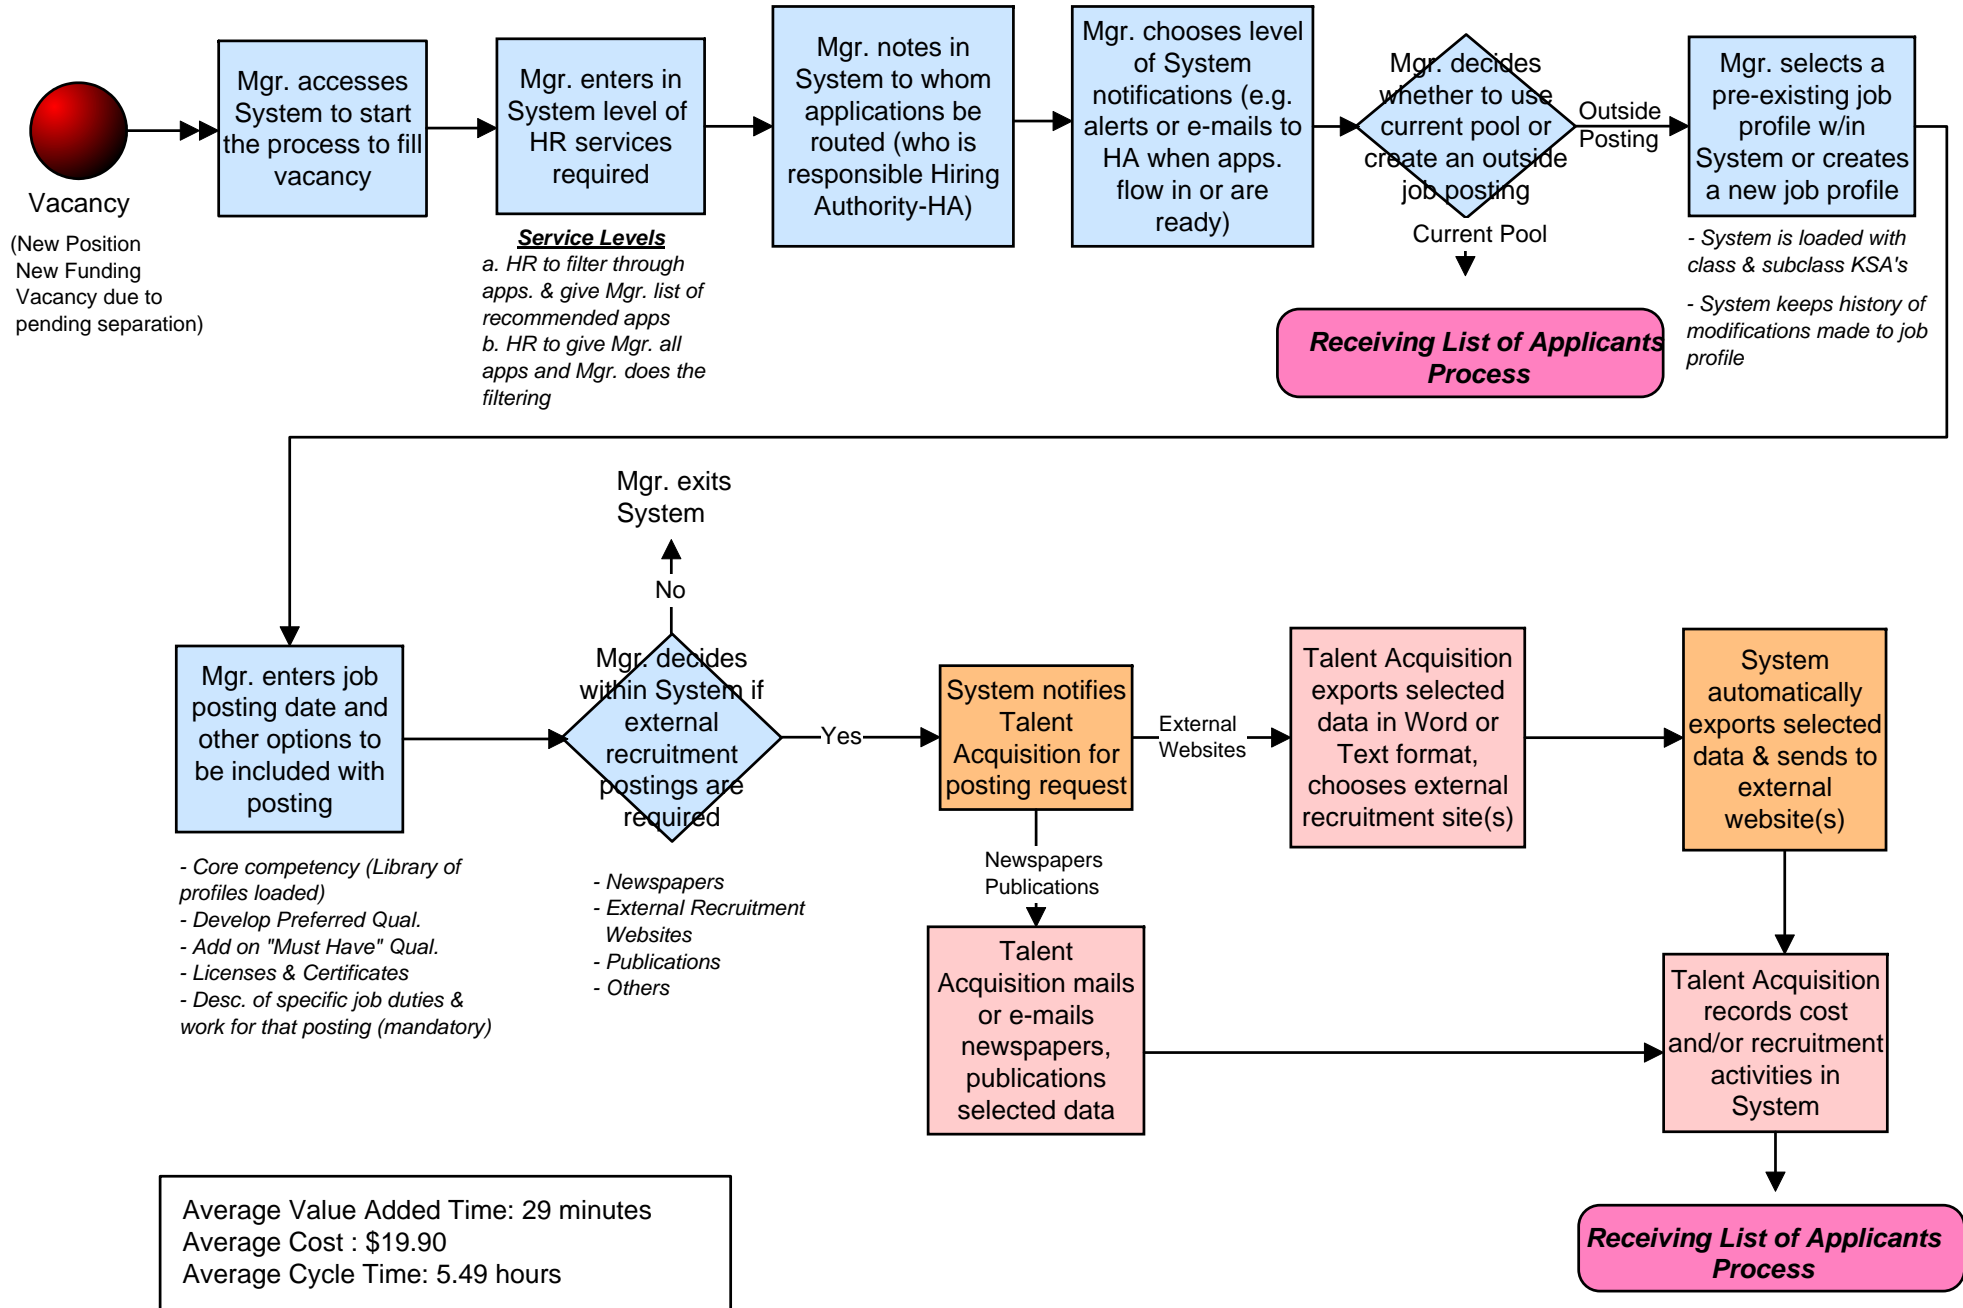 Vacancy
(New Position
New Funding
Vacancy due to
pending separation)
Mgr. accesses
System to start
the process to fill
vacancy
Mgr. enters in
System level of
HR services
required
Service Levels
a. HR to filter through
apps. & give Mgr. list of
recommended apps
b. HR to give Mgr. all
apps and Mgr. does the
filtering
Mgr. notes in
System to whom
applications be
routed (who is
responsible Hiring
Authority-HA)
Mgr. chooses level
of System
notifications (e.g.
alerts or e-mails to
HA when apps.
flow in or are
ready)
Mgr. decides
whether to use
current pool or
create an outside
job posting
Outside
Posting
Current Pool
Receiving List of Applicants
Process
Mgr. selects a
pre-existing job
profile w/in
System or creates
a new job profile
- System is loaded with
class & subclass KSA's
- System keeps history of
modifications made to job
profile
Mgr. enters job
posting date and
other options to
be included with
posting
- Core competency (Library of
profiles loaded)
- Develop Preferred Qual.
- Add on "Must Have" Qual.
- Licenses & Certificates
- Desc. of specific job duties &
work for that posting (mandatory)
Mgr. exits
System
No
Mgr. decides
within System if
external
recruitment
postings are
required
- Newspapers
- External Recruitment
Websites
- Publications
- Others
Yes
System notifies
Talent
Acquisition for
posting request
External
Websites
Newspapers
Publications
Talent Acquisition
exports selected
data in Word or
Text format,
chooses external
recruitment site(s)
System
automatically
exports selected
data & sends to
external
website(s)
Talent
Acquisition mails
or e-mails
newspapers,
publications
selected data
Talent Acquisition
records cost
and/or recruitment
activities in
System
Receiving List of Applicants
Process
Average Value Added Time: 29 minutes
Average Cost : $19.90
Average Cycle Time: 5.49 hours